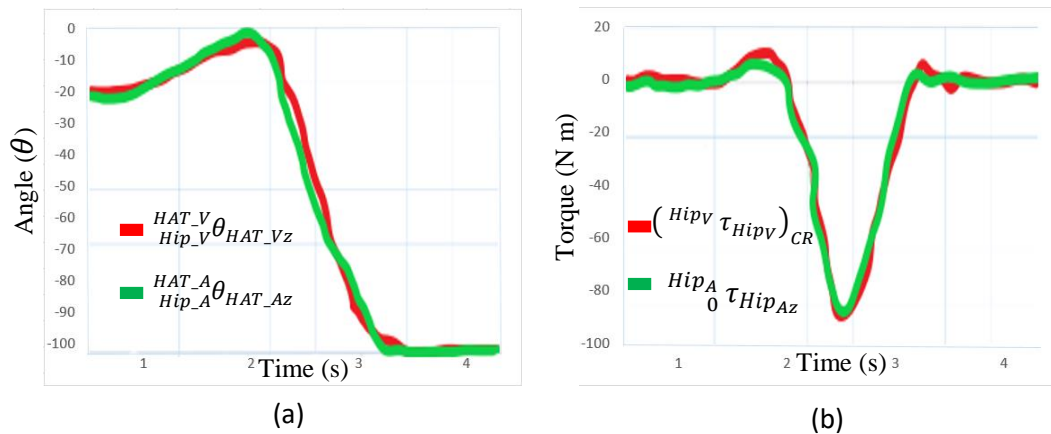 0
-10
-20
-30
-40
-50
-60
-70
-80
-90
-100
Angle (θ)
HAT_V
Hip_V θHAT_Vz
HAT_A
Hip_A θHAT_Az
1 2 3 4
Time (s)
(a)
20
0
-20
-40
-60
-80
-100
Torque (N m)
( HipV τHipV )CR
HipA
0 τHipAz
1 2 3 4
Time (s)
(b)